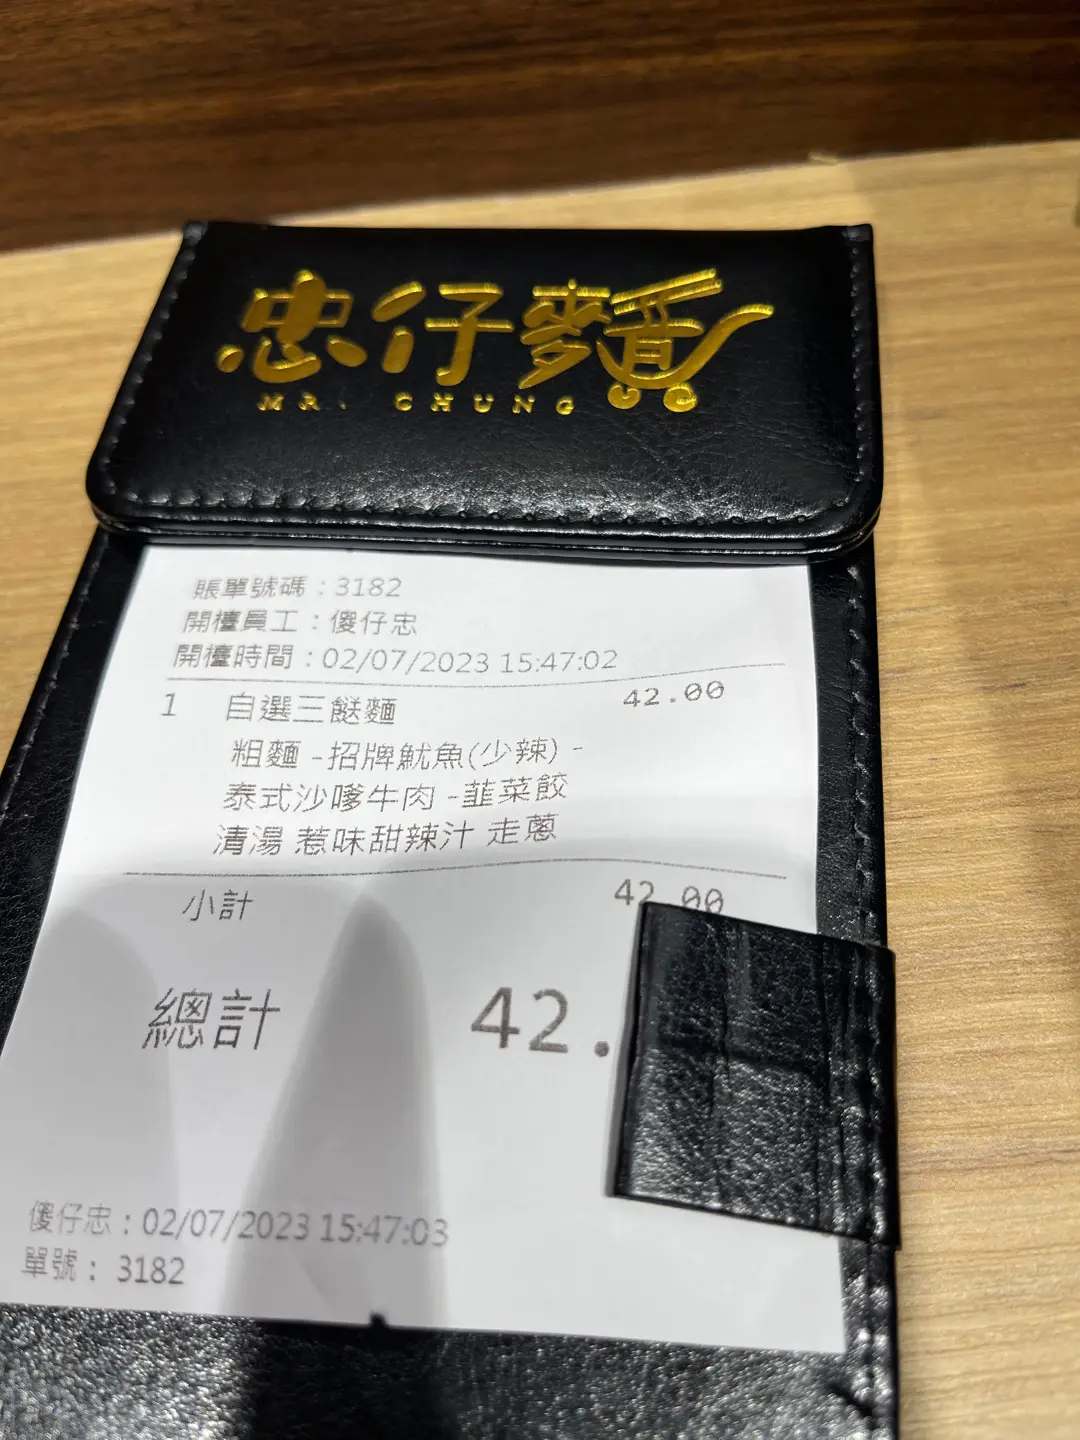 忠仔麵
MR. CHUNG
賬單號碼：3182
開檯員工：傻仔忠
開檯時間：02/07/2023 15:47:02
1 自選三餸麵 42.00
粗麵 -招牌魷魚(少辣) -
泰式沙嗲牛肉 -韮菜餃
清湯 惹味甜辣汁 走蔥
小計 42.00
總計 42.
傻仔忠：02/07/2023 15:47:03
單號：3182